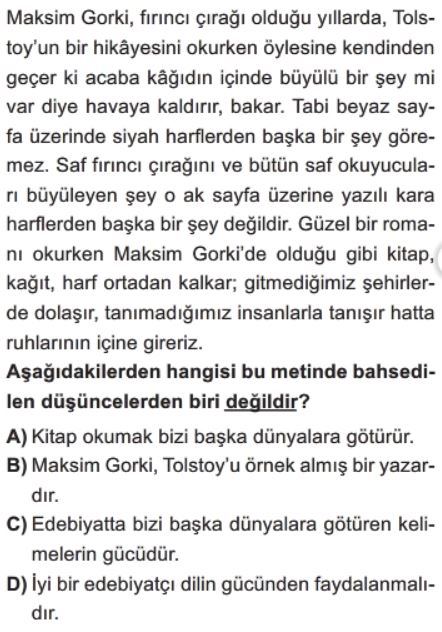 Maksim Gorki, fırıncı çırağı olduğu yıllarda, Tols-
toy'un bir hikâyesini okurken öylesine kendinden
geçer ki acaba kâğıdın içinde büyülü bir şey mi
var diye havaya kaldırır, bakar. Tabi beyaz say-
fa üzerinde siyah harflerden başka bir şey göre-
mez. Saf fırıncı çırağını ve bütün saf okuyucula-
rı büyüleyen şey o ak sayfa üzerine yazılı kara
harflerden başka bir şey değildir. Güzel bir roma-
nı okurken Maksim Gorki'de olduğu gibi kitap,
kağıt, harf ortadan kalkar; gitmediğimiz şehirler-
de dolaşır, tanımadığımız insanlarla tanışır hatta
ruhlarının içine gireriz.
Aşağıdakilerden hangisi bu metinde bahsedi-
len düşüncelerden biri değildir?
A) Kitap okumak bizi başka dünyalara götürür.
B) Maksim Gorki, Tolstoy'u örnek almış bir yazar-
dır.
C) Edebiyatta bizi başka dünyalara götüren keli-
melerin gücüdür.
D) İyi bir edebiyatçı dilin gücünden faydalanmalı-
dır.